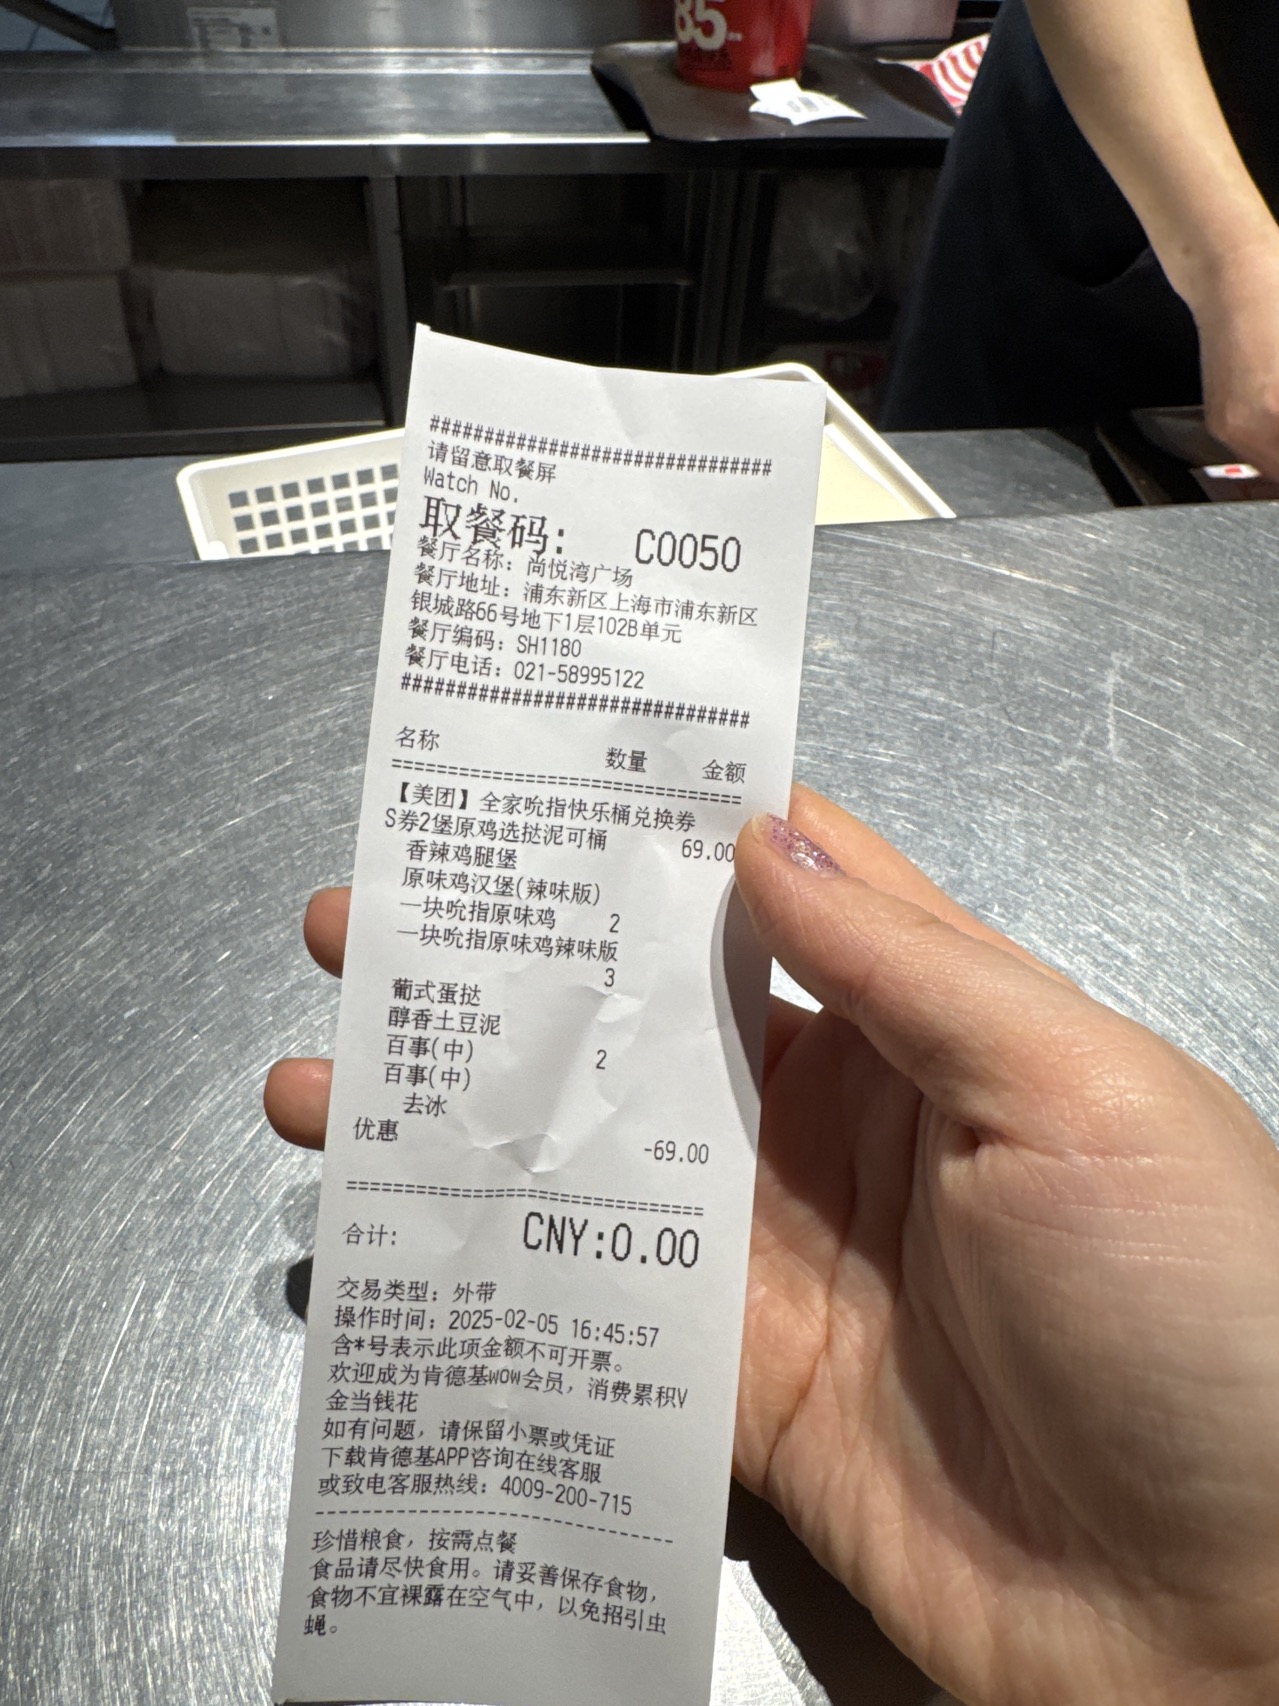 85
##############################
请留意取餐屏
Watch No.
取餐码: C0050
餐厅名称: 尚悦湾广场
餐厅地址: 浦东新区上海市浦东新区
银城路66号地下1层102B单元
餐厅编码: SH1180
餐厅电话: 021-58995122
##############################
名称 数量 金额
================================
【美团】全家吮指快乐桶兑换券
S券2堡原鸡选挞泥可桶 69.00
香辣鸡腿堡
原味鸡汉堡(辣味版)
一块吮指原味鸡 2
一块吮指原味鸡辣味版
3
葡式蛋挞
醇香土豆泥
百事(中) 2
百事(中)
去冰
优惠 -69.00
================================
合计: CNY:0.00
交易类型: 外带
操作时间: 2025-02-05 16:45:57
含*号表示此项金额不可开票。
欢迎成为肯德基WOW会员, 消费累积V
金当钱花
如有问题, 请保留小票或凭证
下载肯德基APP咨询在线客服
或致电客服热线: 4009-200-715
--------------------------------
珍惜粮食, 按需点餐
食品请尽快食用。请妥善保存食物,
食物不宜裸露在空气中, 以免招引虫
蝇。